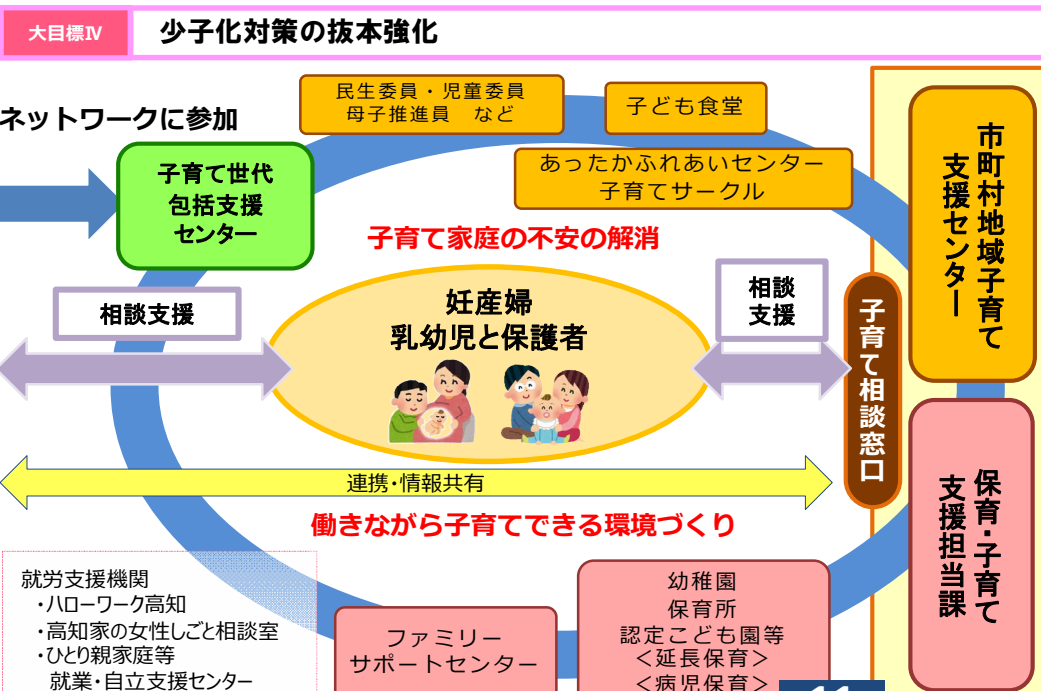 大目標Ⅳ
少子化対策の抜本強化
ネットワークに参加
民生委員・児童委員
母子推進員 など
子ども食堂
あったかふれあいセンター
子育てサークル
子育て世代
包括支援
センター
子育て家庭の不安の解消
相談支援
妊産婦
乳幼児と保護者
相談
支援
子育て相談窓口
市町村地域子育て
支援センター
連携・情報共有
働きながら子育てできる環境づくり
保育・子育て
支援担当課
就労支援機関
・ハローワーク高知
・高知家の女性しごと相談室
・ひとり親家庭等
就業・自立支援センター
ファミリー
サポートセンター
幼稚園
保育所
認定こども園等
＜延長保育＞
＜病児保育＞